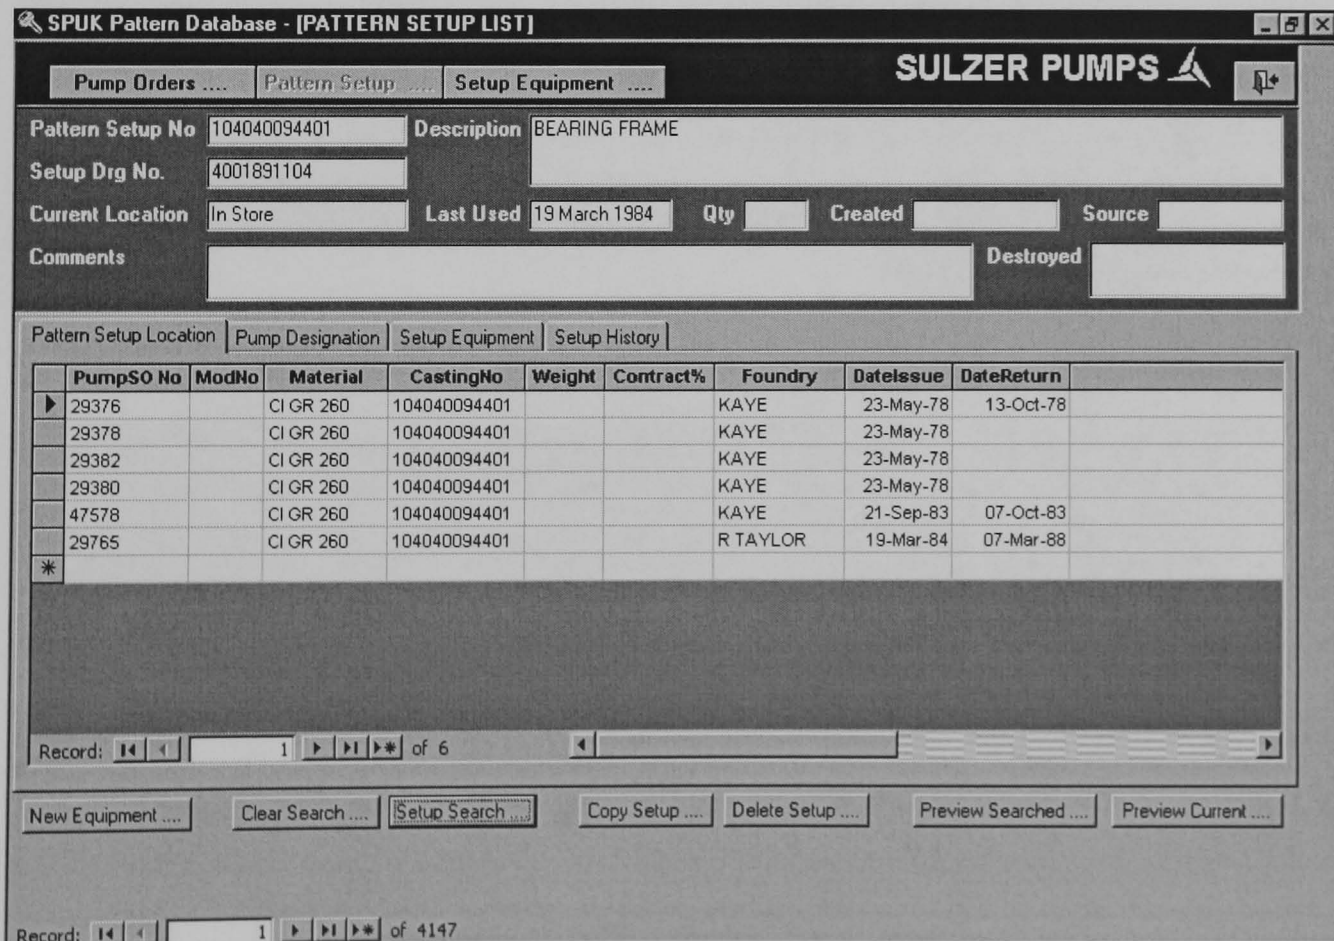 SPUK Pattern Database - [PATTERN SETUP LIST]
SULZER PUMPS
Pump Orders .... Pattern Setup .... Setup Equipment ....
Pattern Setup No 104040094401 Description BEARING FRAME
Setup Drg No. 4001891104
Current Location In Store Last Used 19 March 1984 Qty Created Source
Comments Destroyed
Pattern Setup Location Pump Designation Setup Equipment Setup History
PumpSO No ModNo Material CastingNo Weight Contract% Foundry DateIssue DateReturn
29376 CI GR 260 104040094401 KAYE 23-May-78 13-Oct-78
29378 CI GR 260 104040094401 KAYE 23-May-78
29382 CI GR 260 104040094401 KAYE 23-May-78
29380 CI GR 260 104040094401 KAYE 23-May-78
47578 CI GR 260 104040094401 KAYE 21-Sep-83 07-Oct-83
29765 CI GR 260 104040094401 R TAYLOR 19-Mar-84 07-Mar-88
Record: 1 of 6
New Equipment .... Clear Search .... Setup Search .... Copy Setup .... Delete Setup .... Preview Searched .... Preview Current ....
Record: 1 of 4147